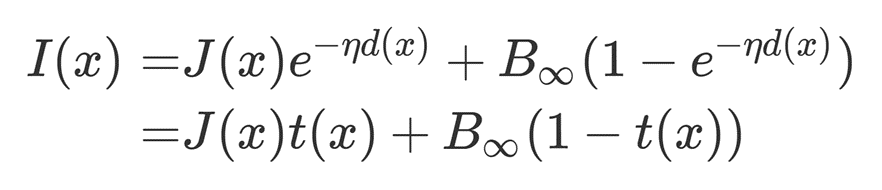 I(x) =J(x)e^{−ηd(x)} + B_∞(1 − e^{−ηd(x)})
=J(x)t(x) + B_∞(1 − t(x))